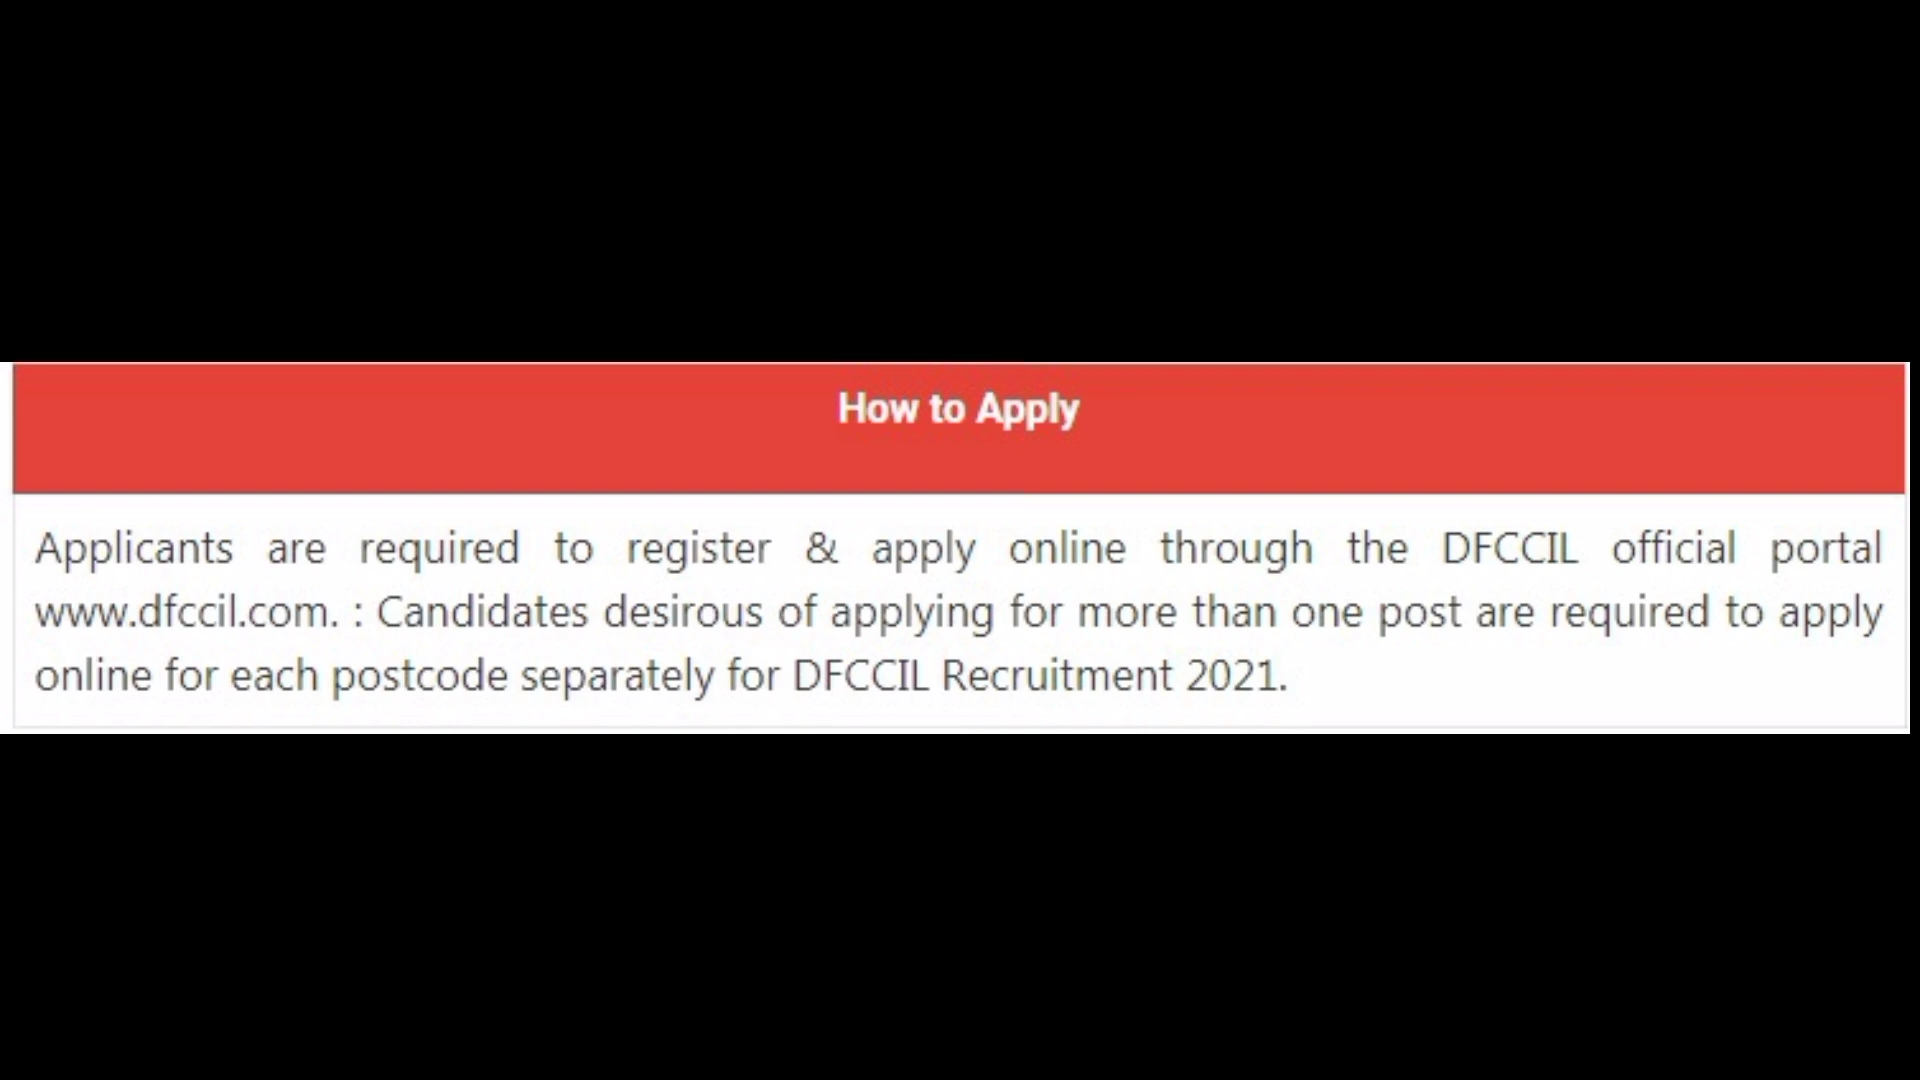 How to Apply
Applicants are required to register & apply online through the DFCCIL official portal
www.dfccil.com. : Candidates desirous of applying for more than one post are required to apply
online for each postcode separately for DFCCIL Recruitment 2021.